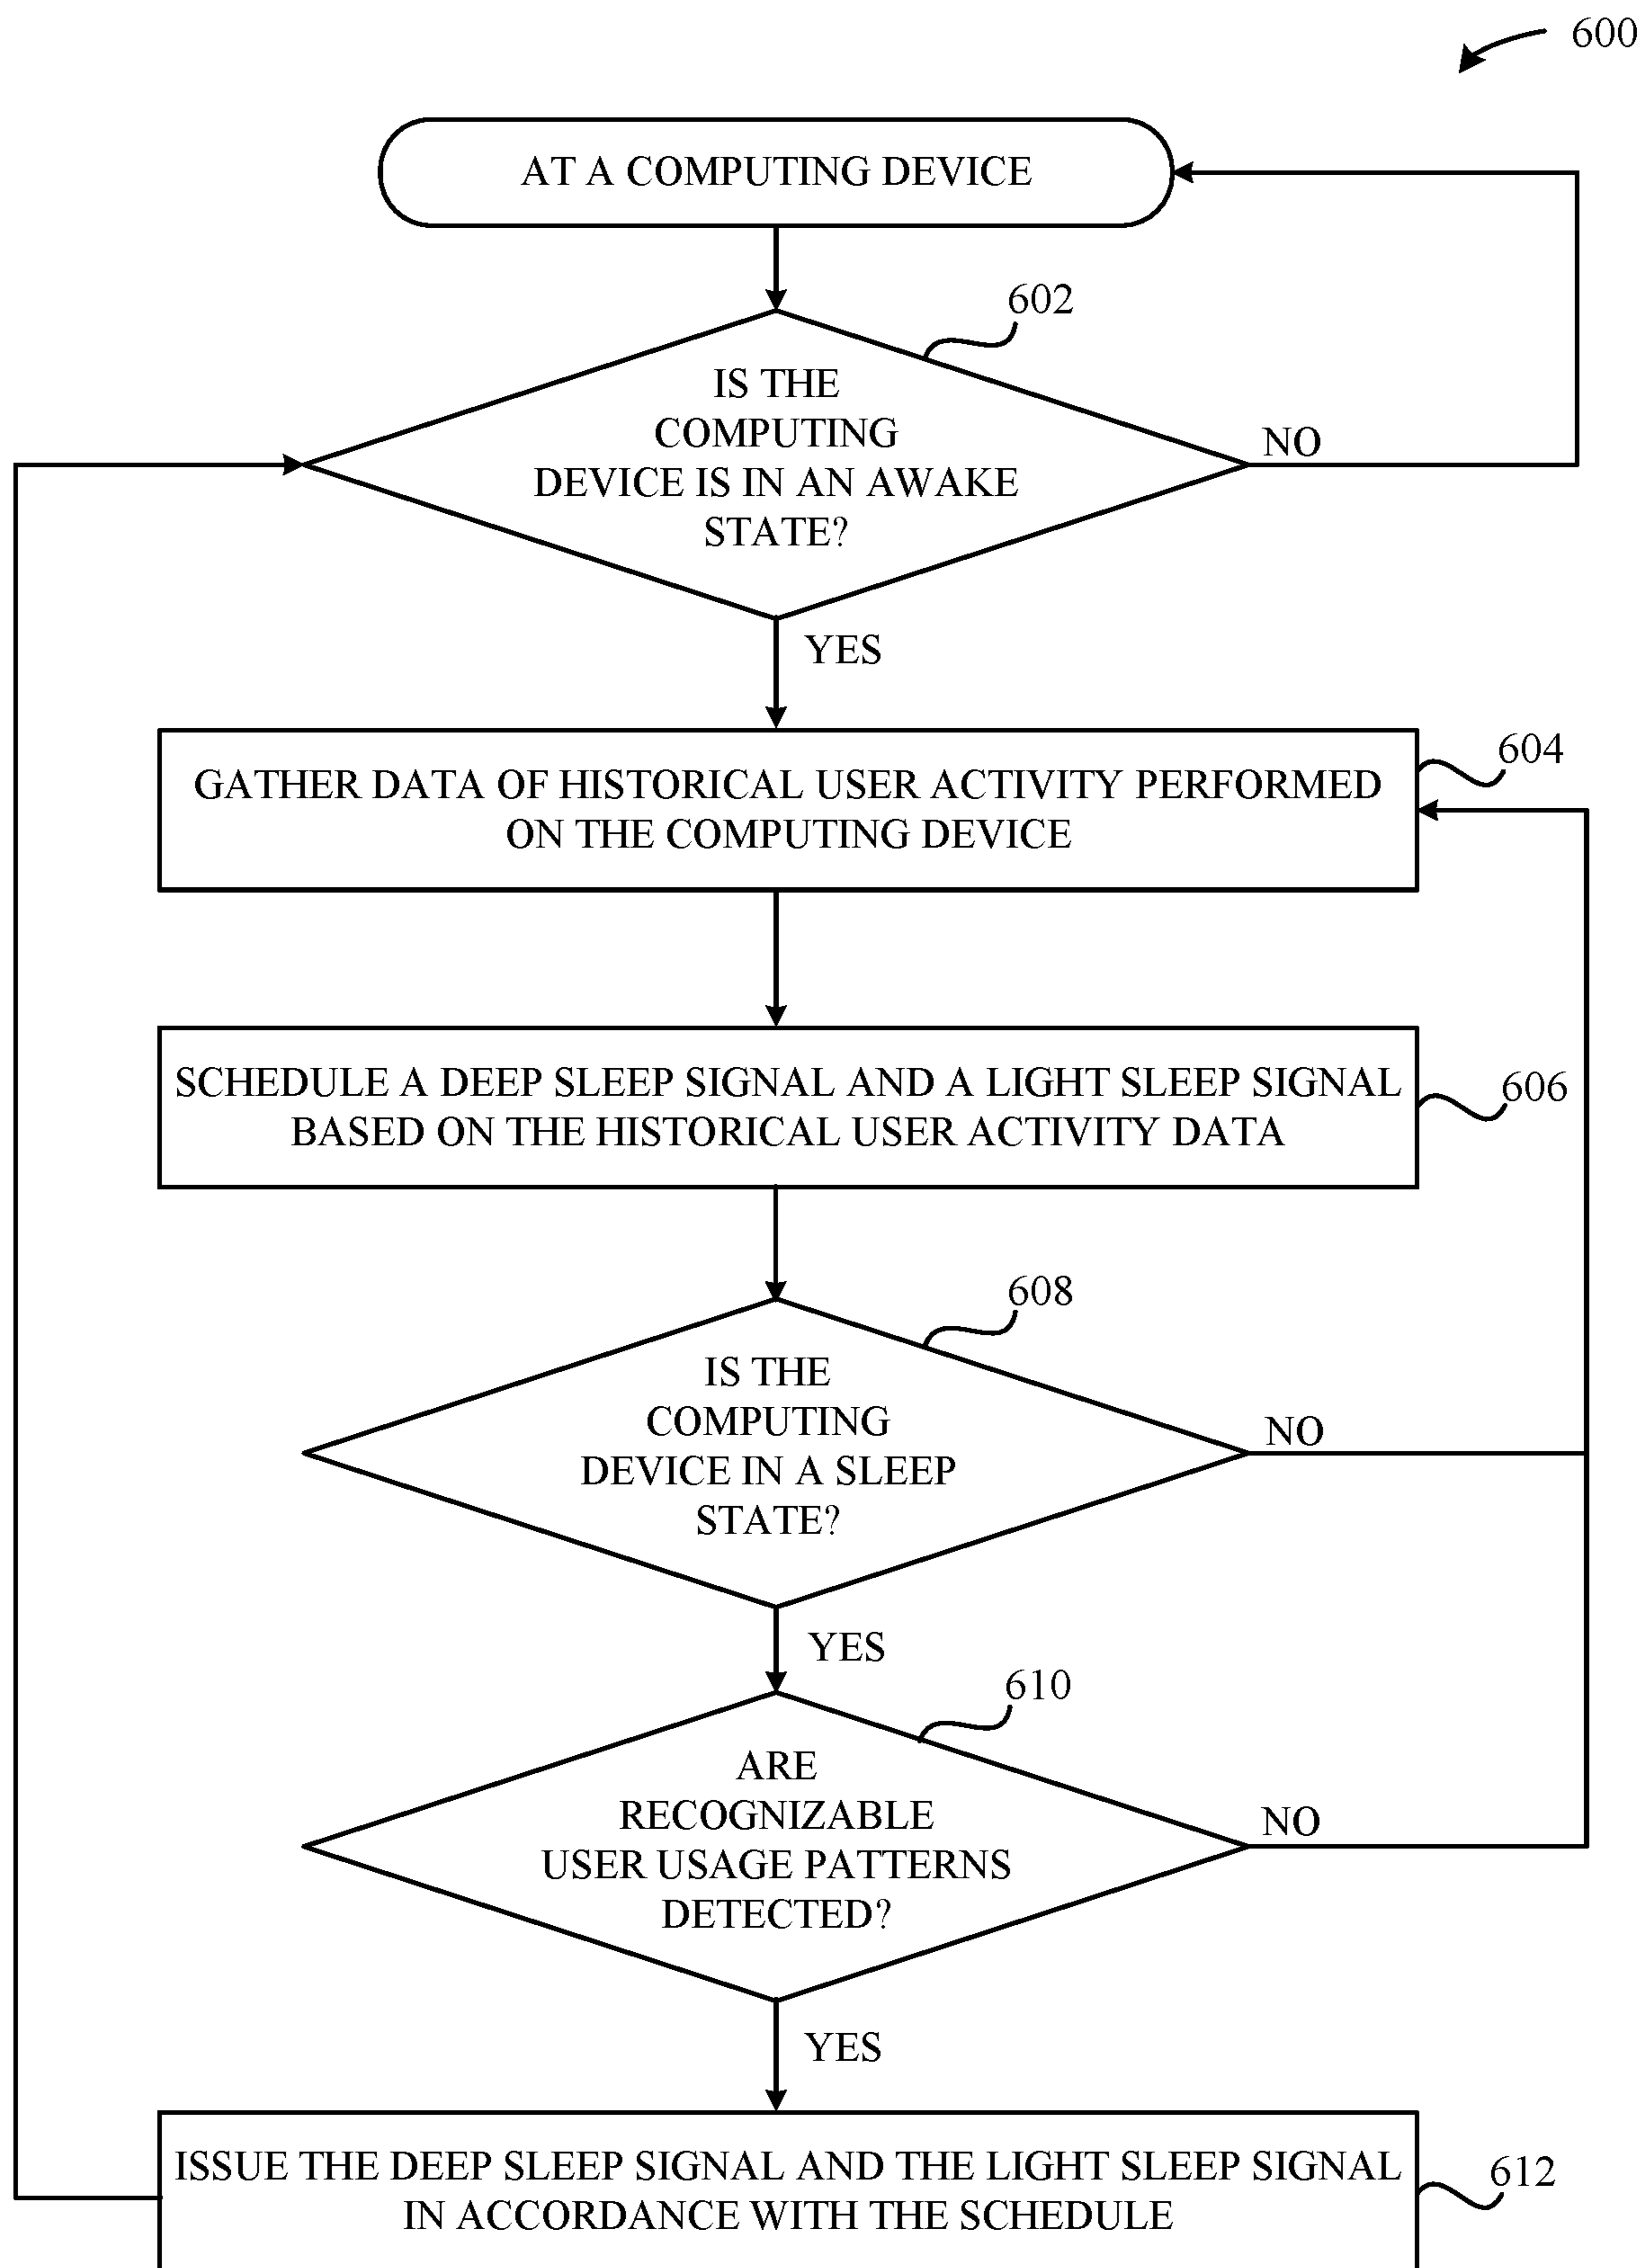 600
AT A COMPUTING DEVICE
602
IS THE
COMPUTING
DEVICE IS IN AN AWAKE
STATE?
NO
YES
604
GATHER DATA OF HISTORICAL USER ACTIVITY PERFORMED
ON THE COMPUTING DEVICE
SCHEDULE A DEEP SLEEP SIGNAL AND A LIGHT SLEEP SIGNAL
BASED ON THE HISTORICAL USER ACTIVITY DATA
606
608
IS THE
COMPUTING
DEVICE IN A SLEEP
STATE?
NO
YES
610
ARE
RECOGNIZABLE
USER USAGE PATTERNS
DETECTED?
NO
YES
ISSUE THE DEEP SLEEP SIGNAL AND THE LIGHT SLEEP SIGNAL
IN ACCORDANCE WITH THE SCHEDULE
612